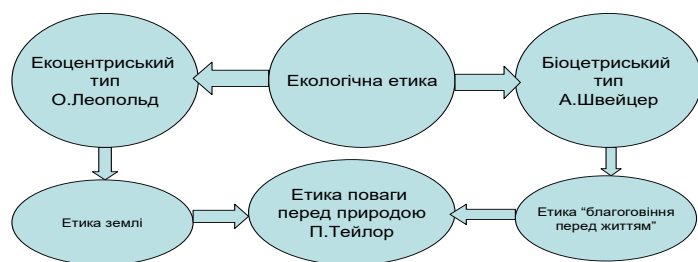 Екоцентриський
тип
О.Леопольд
Екологічна етика
Біоцетриський
тип
А.Швейцер
Етика землі
Етика поваги
перед природою
П.Тейлор
Етика “благоговіння
перед життям"